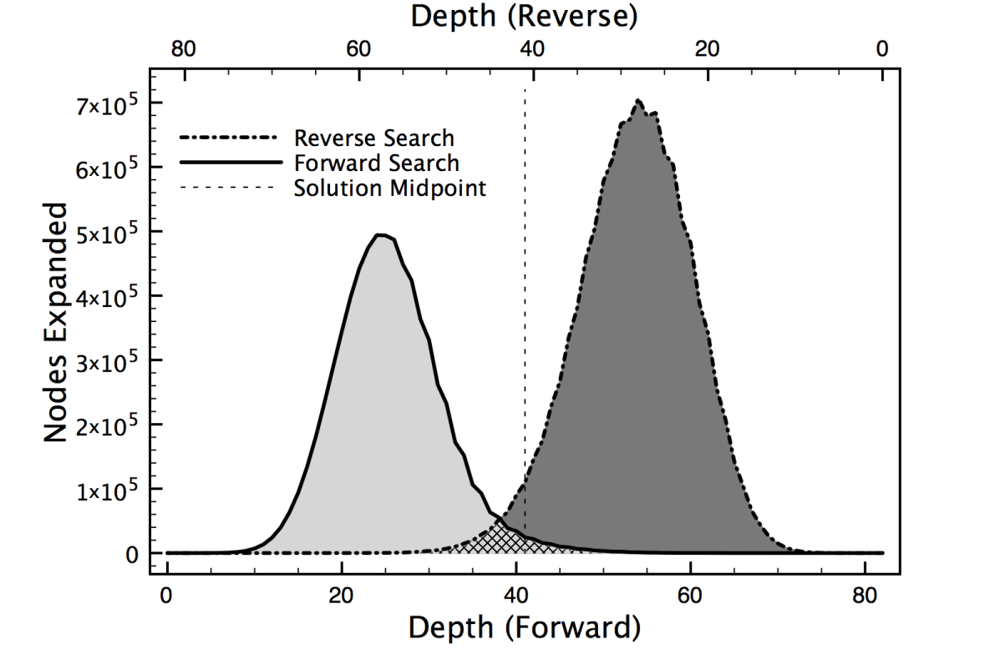 Depth (Reverse)
80 60 40 20 0
7×10⁵
Reverse Search
Forward Search
6×10⁵
Solution Midpoint
5×10⁵
4×10⁵
3×10⁵
2×10⁵
1×10⁵
0
Nodes Expanded
0 20 40 60 80
Depth (Forward)